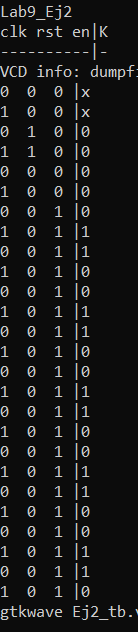 Lab9_Ej2
clk rst en|K
----------|-
VCD info: dumpfi
0  0  0 |x
1  0  0 |x
0  1  0 |0
1  1  0 |0
0  0  0 |0
1  0  0 |0
0  0  1 |0
1  0  1 |1
0  0  1 |1
1  0  1 |0
0  0  1 |0
1  0  1 |1
0  0  1 |1
1  0  1 |0
0  0  1 |0
1  0  1 |1
0  0  1 |1
1  0  1 |0
0  0  1 |0
1  0  1 |1
0  0  1 |1
1  0  1 |0
0  0  1 |0
1  0  1 |1
0  0  1 |1
1  0  1 |0
gtkwave Ej2_tb.v